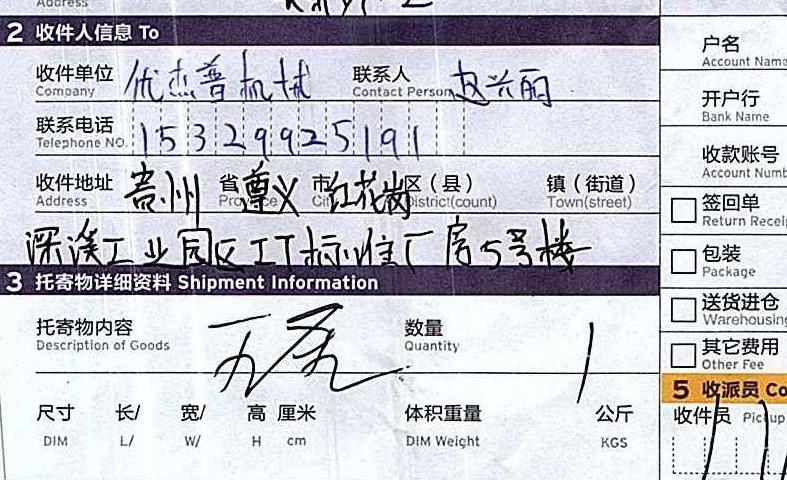 Address
2 收件人信息 To
收件单位 优杰普机械 联系人 赵兴丽
Company Contact Person
联系电话 15329925191
Telephone NO.
收件地址 贵州 省 遵义 市 红花岗 区（县） 镇（街道）
Address Province City District(count) Town(street)
深溪工业园区IT标准厂房5号楼
3 托寄物详细资料 Shipment Information
托寄物内容 数量 1
Description of Goods Quantity
尺寸 长/ 宽/ 高 厘米 体积重量 公斤
DIM L/ W/ H cm DIM Weight KGS
户名
Account Name
开户行
Bank Name
收款账号
Account Numb
签回单
Return Receip
包装
Package
送货进仓
Warehousing
其它费用
Other Fee
5 收派员 Co
收件员 Pickup